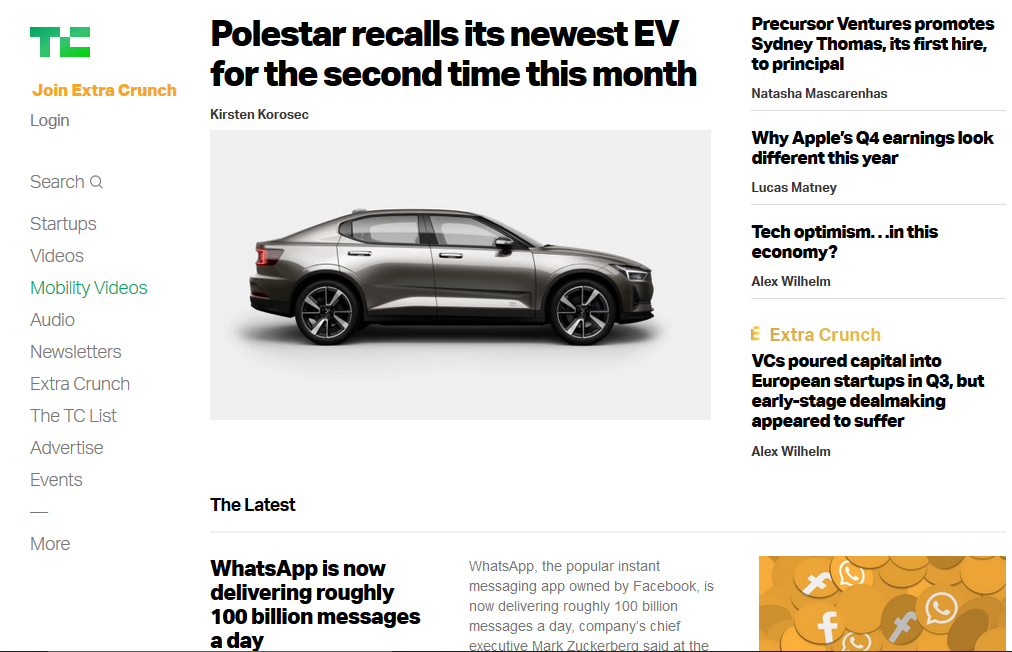 TC
Join Extra Crunch
Login
Search
Startups
Videos
Mobility Videos
Audio
Newsletters
Extra Crunch
The TC List
Advertise
Events
—
More
Polestar recalls its newest EV
for the second time this month
Kirsten Korosec
Precursor Ventures promotes
Sydney Thomas, its first hire,
to principal
Natasha Mascarenhas
Why Apple’s Q4 earnings look
different this year
Lucas Matney
Tech optimism. . .in this
economy?
Alex Wilhelm
Extra Crunch
VCs poured capital into
European startups in Q3, but
early-stage dealmaking
appeared to suffer
Alex Wilhelm
The Latest
WhatsApp is now
delivering roughly
100 billion messages
a day
WhatsApp, the popular instant
messaging app owned by Facebook, is
now delivering roughly 100 billion
messages a day, company’s chief
executive Mark Zuckerberg said at the